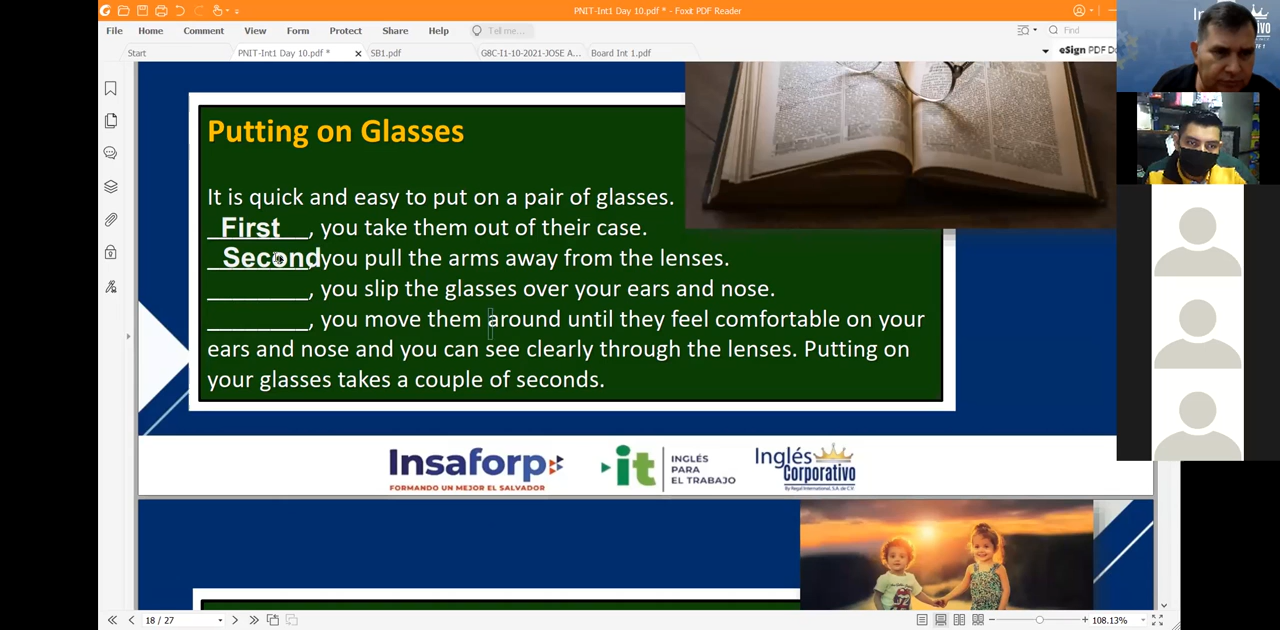 PNIT-Int1 Day 10.pdf * - Foxit PDF Reader
File Home Comment View Form Protect Share Help Tell me... Find
Start PNIT-Int1 Day 10.pdf * SB1.pdf G8C-I1-10-2021-JOSE A... Board Int 1.pdf eSign PDF Do
Putting on Glasses
It is quick and easy to put on a pair of glasses.
First, you take them out of their case.
Second, you pull the arms away from the lenses.
________, you slip the glasses over your ears and nose.
________, you move them around until they feel comfortable on your
ears and nose and you can see clearly through the lenses. Putting on
your glasses takes a couple of seconds.
Insaforp
FORMANDO UN MEJOR EL SALVADOR
it
INGLÉS
PARA
EL TRABAJO
Inglés
Corporativo
By Regal International, S.A. de C.V.
18 / 27 108.13%